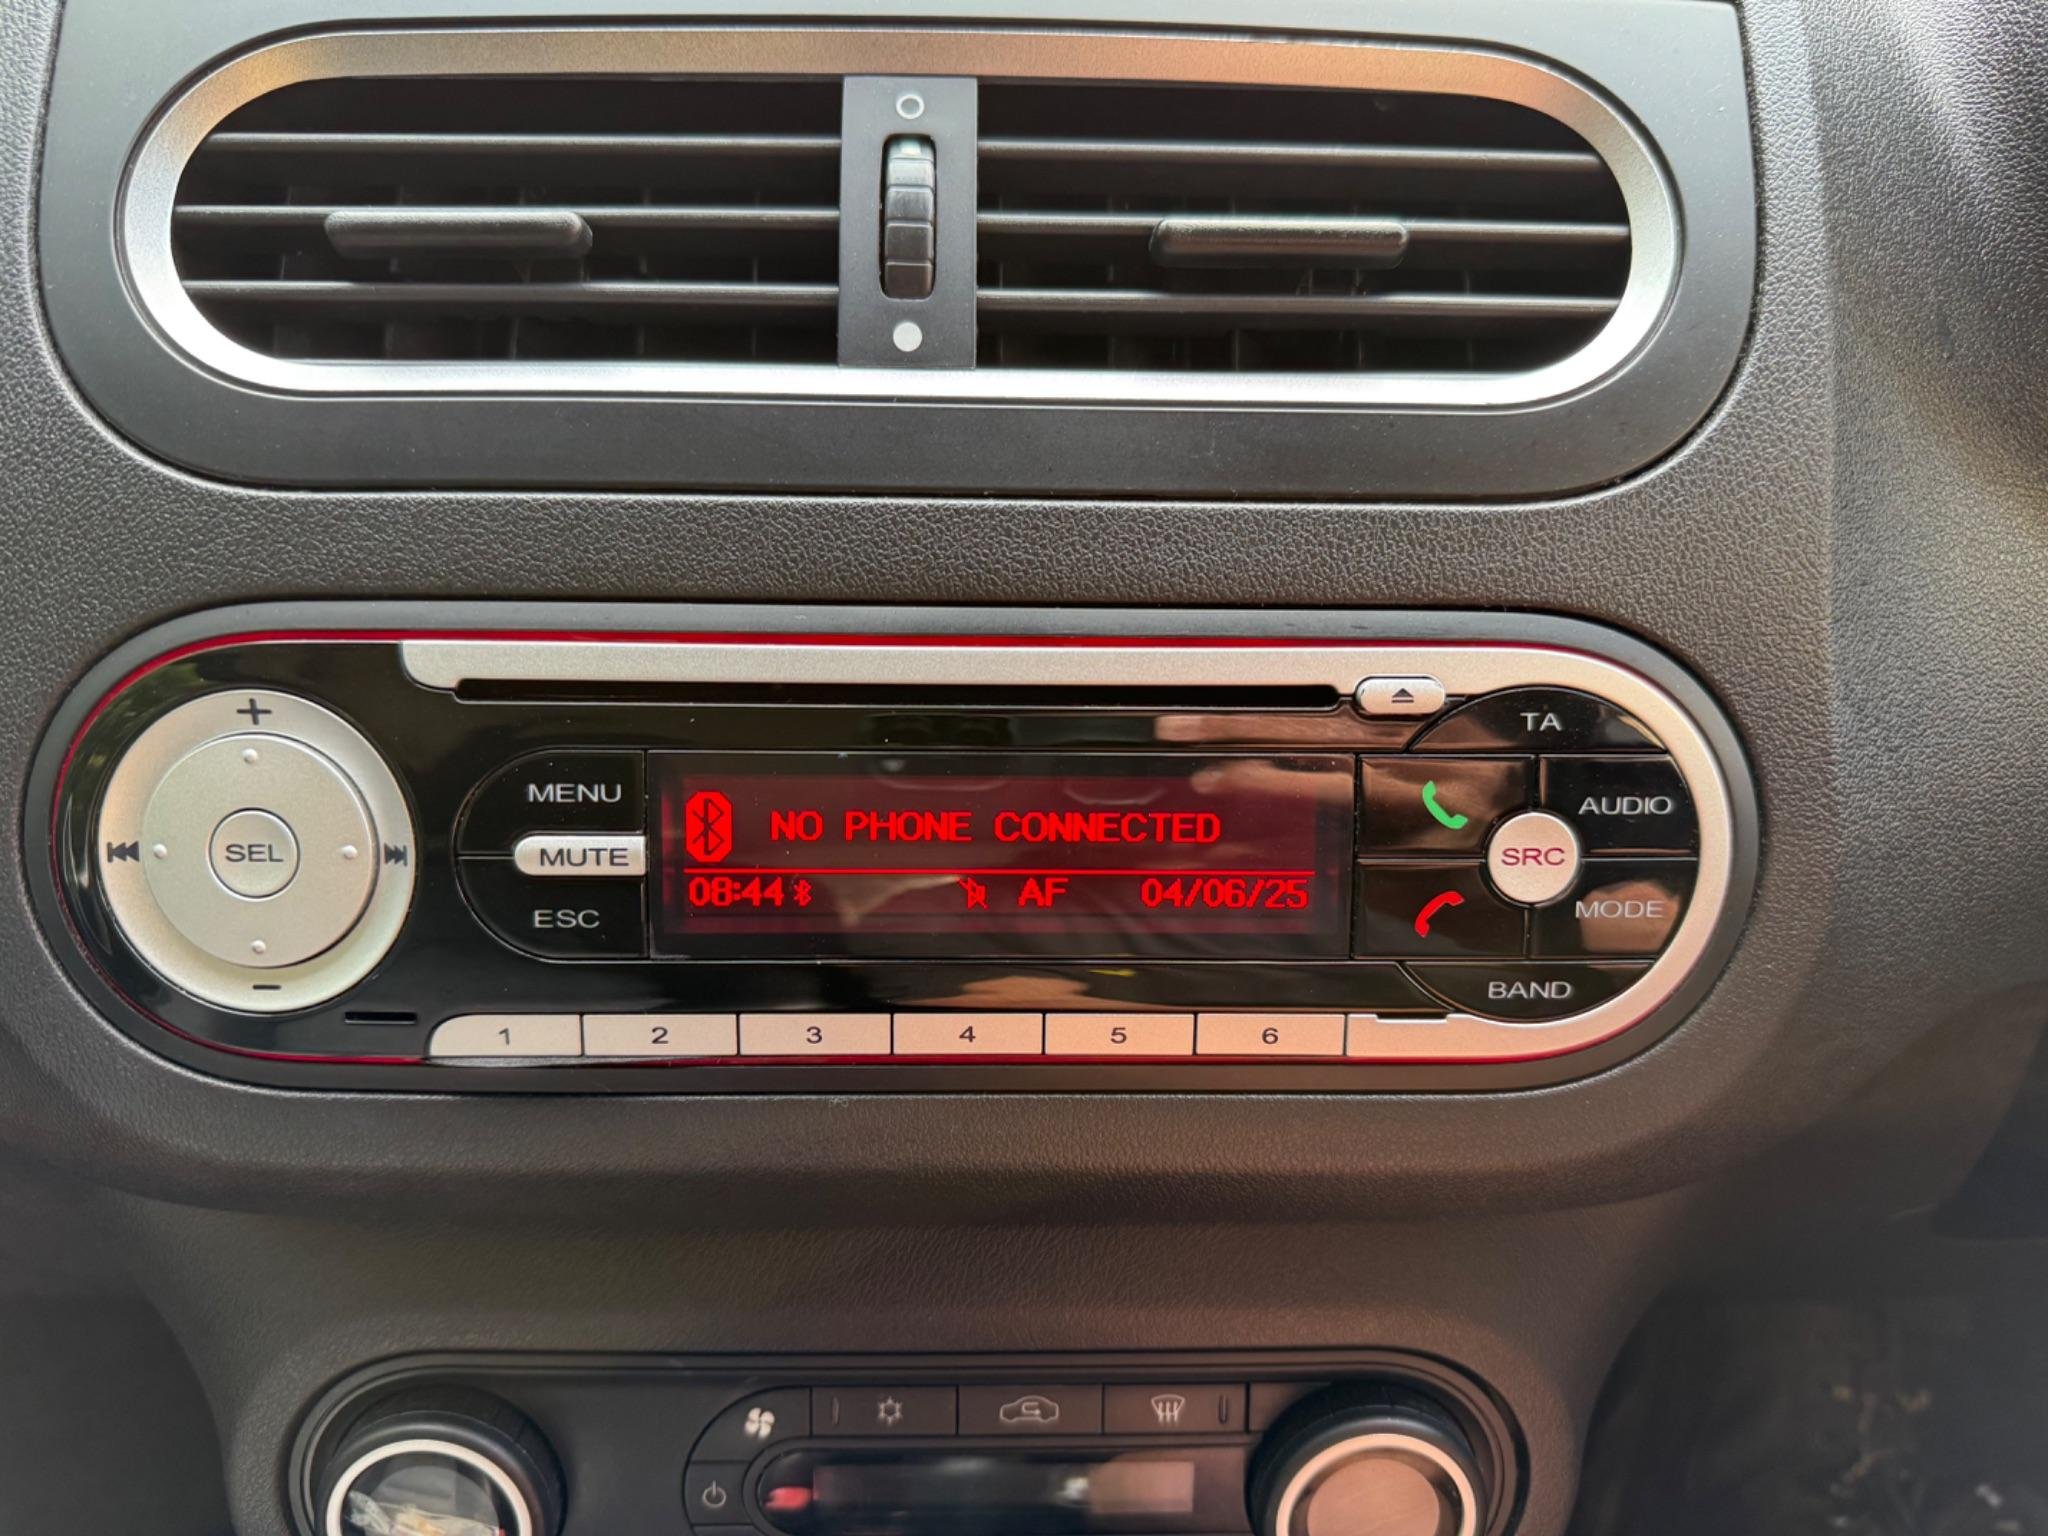 TA
MENU
NO PHONE CONNECTED
AUDIO
SEL
MUTE
SRC
08:44 AF 04/06/25
ESC
MODE
BAND
1 2 3 4 5 6